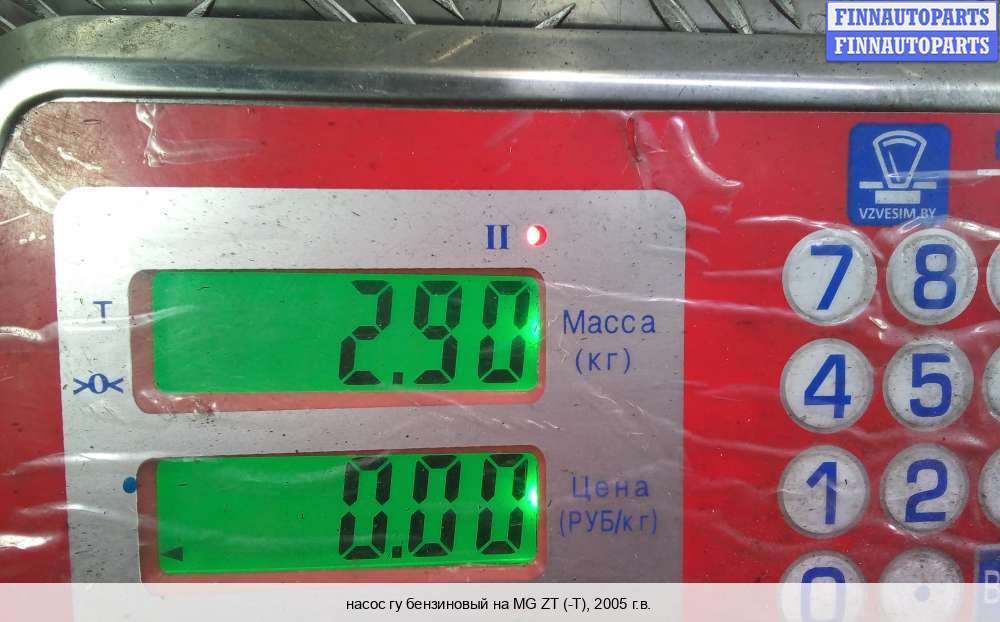 FINNAUTOPARTS
FINNAUTOPARTS
VZVESIM.BY
II
T
2.90
Масса
(кг)
>0<
7
8
4
5
0.00
Цена
(РУБ/кг)
1
2
0
.
насос гу бензиновый на MG ZT (-T), 2005 г.в.